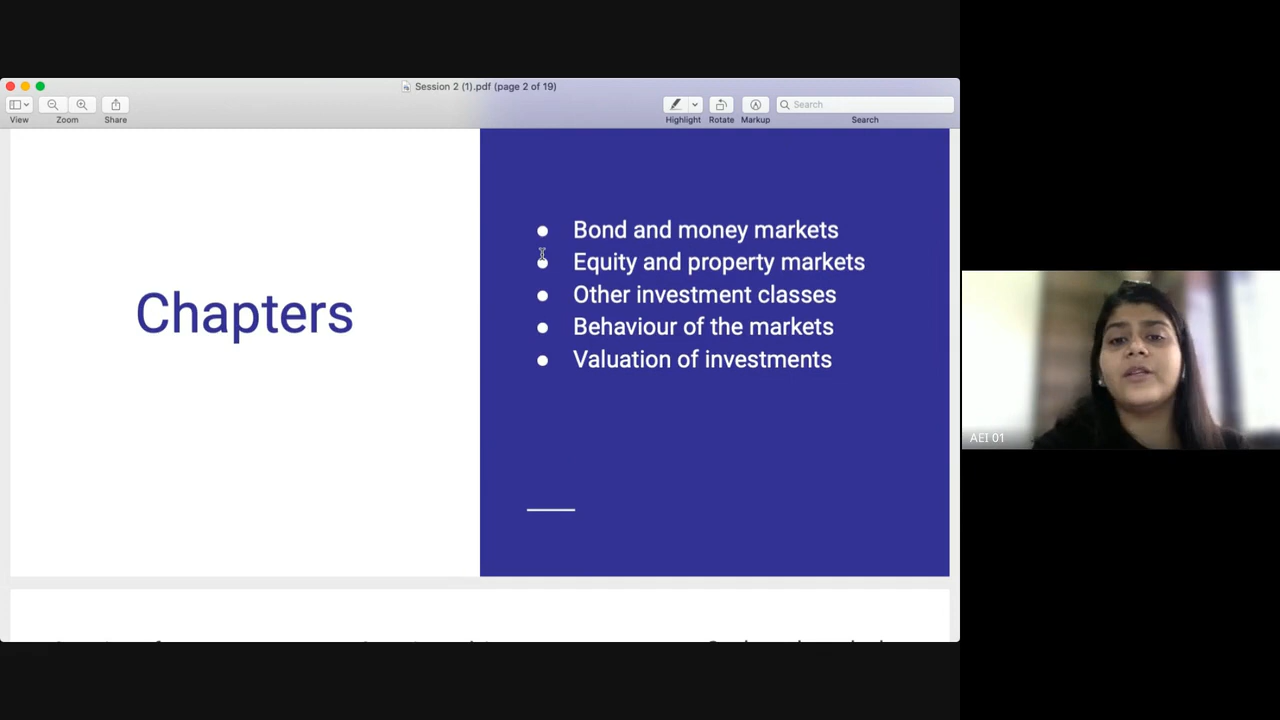 Session 2 (1).pdf (page 2 of 19)
View
Zoom
Share
Highlight
Rotate
Markup
Search
Search
Chapters
● Bond and money markets
● Equity and property markets
● Other investment classes
● Behaviour of the markets
● Valuation of investments
AEI 01